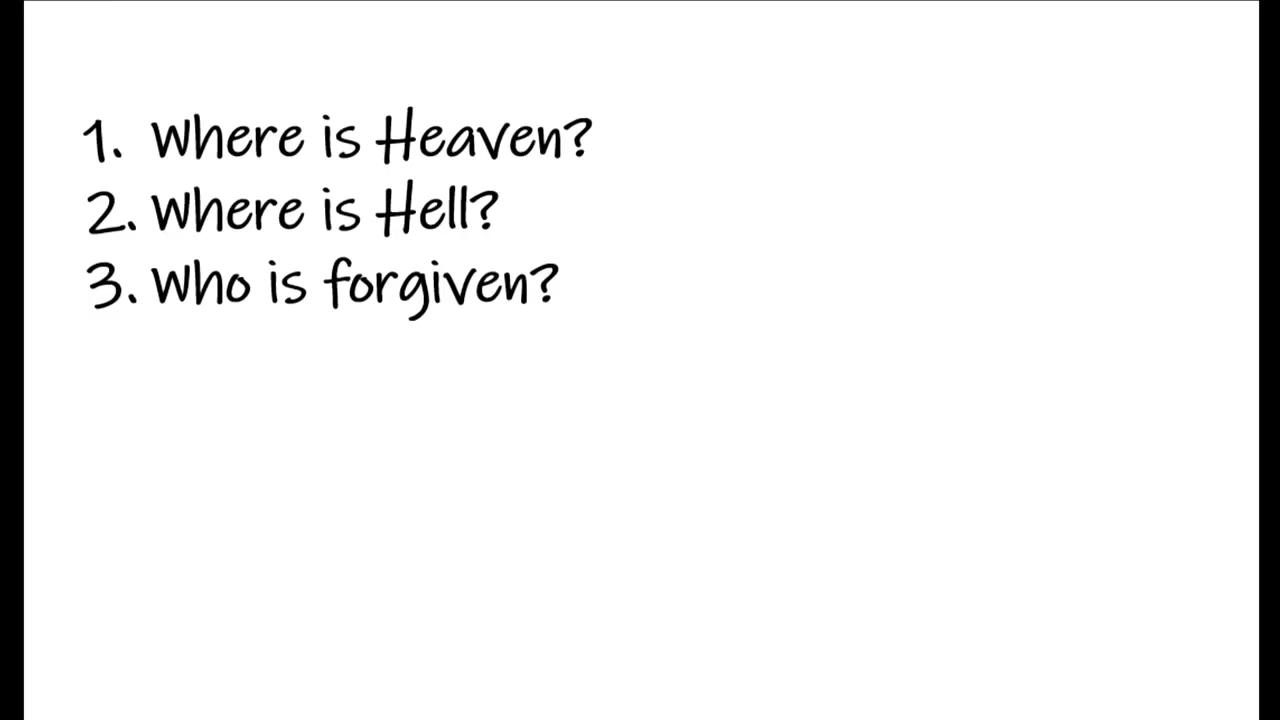 1. Where is Heaven?
2. Where is Hell?
3. Who is forgiven?